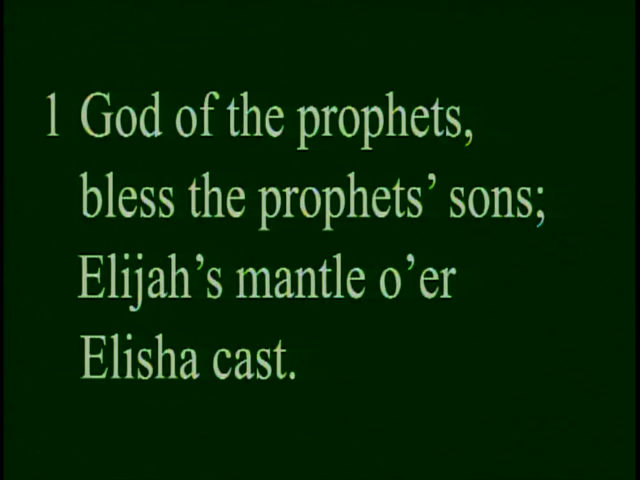 1 God of the prophets,
bless the prophets’ sons;
Elijah’s mantle o’er
Elisha cast.